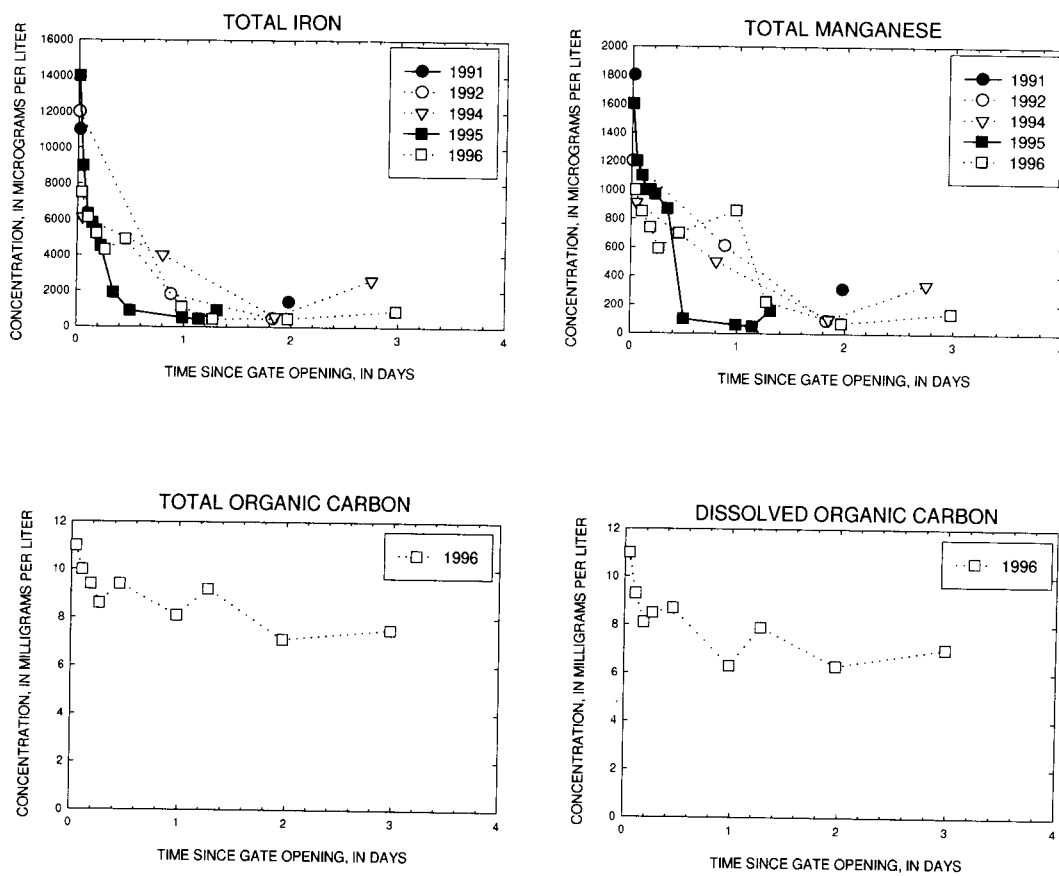 TOTAL IRON
CONCENTRATION, IN MICROGRAMS PER LITER
16000
14000
12000
10000
8000
6000
4000
2000
0
0 1 2 3 4
TIME SINCE GATE OPENING, IN DAYS
1991
1992
1994
1995
1996
TOTAL MANGANESE
CONCENTRATION, IN MICROGRAMS PER LITER
2000
1800
1600
1400
1200
1000
800
600
400
200
0
0 1 2 3 4
TIME SINCE GATE OPENING, IN DAYS
1991
1992
1994
1995
1996
TOTAL ORGANIC CARBON
CONCENTRATION, IN MILLIGRAMS PER LITER
12
10
8
6
4
2
0
0 1 2 3 4
TIME SINCE GATE OPENING, IN DAYS
1996
DISSOLVED ORGANIC CARBON
CONCENTRATION, IN MILLIGRAMS PER LITER
12
10
8
6
4
2
0
0 1 2 3 4
TIME SINCE GATE OPENING, IN DAYS
1996